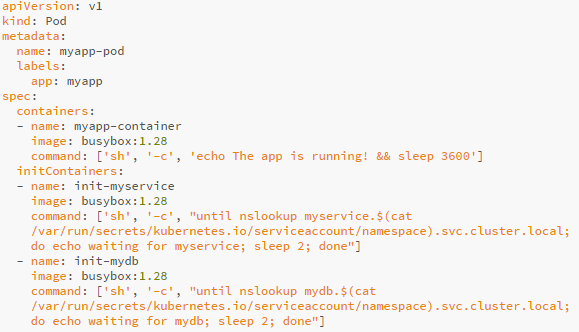 apiVersion: v1
kind: Pod
metadata:
  name: myapp-pod
  labels:
    app: myapp
spec:
  containers:
  - name: myapp-container
    image: busybox:1.28
    command: ['sh', '-c', 'echo The app is running! && sleep 3600']
  initContainers:
  - name: init-myservice
    image: busybox:1.28
    command: ['sh', '-c', "until nslookup myservice.$(cat
    /var/run/secrets/kubernetes.io/serviceaccount/namespace).svc.cluster.local;
    do echo waiting for myservice; sleep 2; done"]
  - name: init-mydb
    image: busybox:1.28
    command: ['sh', '-c', "until nslookup mydb.$(cat
    /var/run/secrets/kubernetes.io/serviceaccount/namespace).svc.cluster.local;
    do echo waiting for mydb; sleep 2; done"]